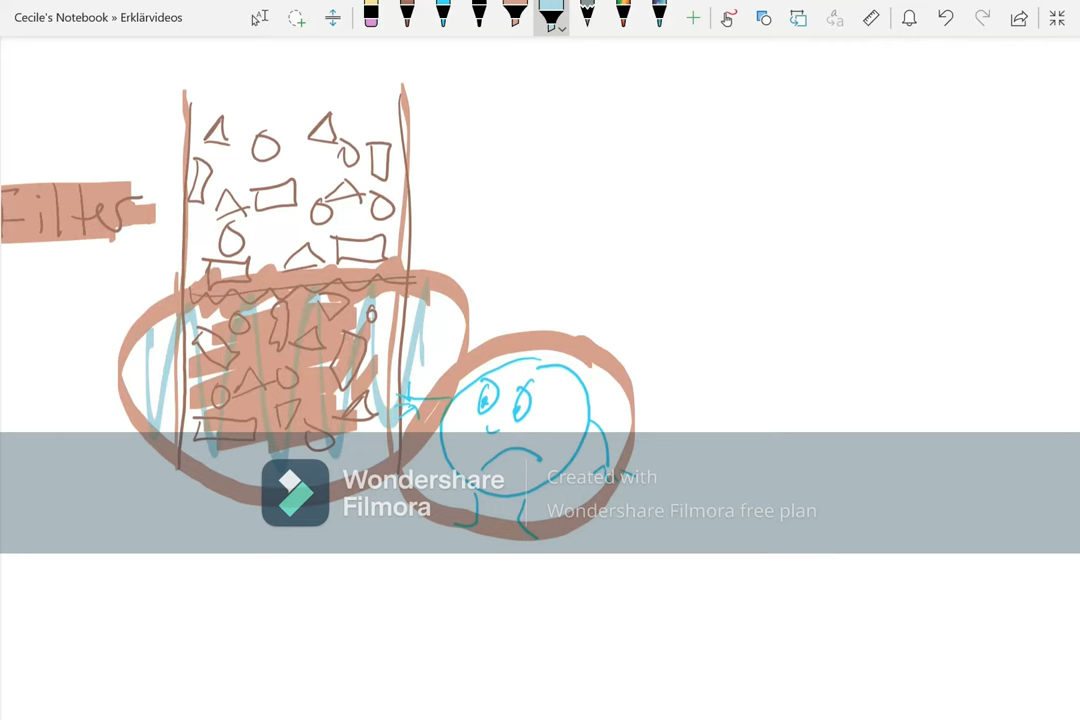 Cecile's Notebook » Erklärvideos
Filter
Wondershare
Filmora
Created with
Wondershare Filmora free plan